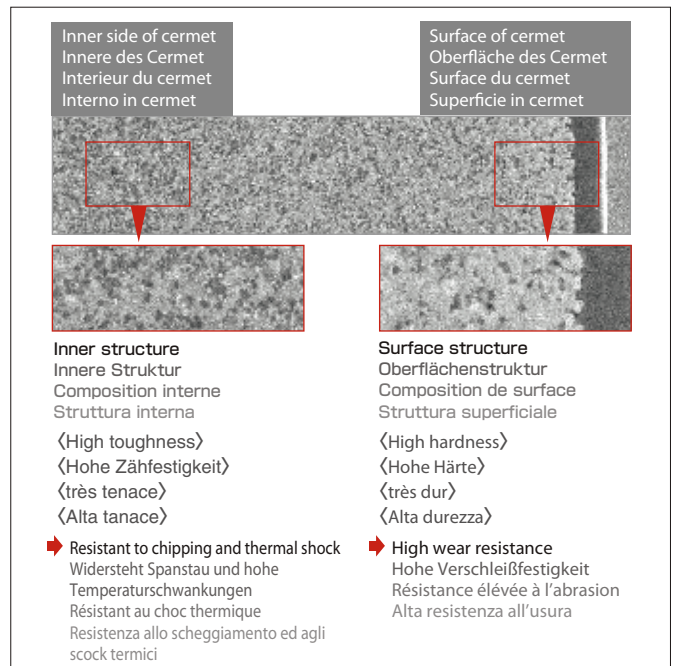 Inner side of cermet
Innere des Cermet
Interieur du cermet
Interno in cermet
Surface of cermet
Oberfläche des Cermet
Surface du cermet
Superficie in cermet
Inner structure
Innere Struktur
Composition interne
Struttura interna
〈High toughness〉
〈Hohe Zähfestigkeit〉
〈très tenace〉
〈Alta tanace〉
Resistant to chipping and thermal shock
Widersteht Spanstau und hohe
Temperaturschwankungen
Résistant au choc thermique
Resistenza allo scheggiamento ed agli
scock termici
Surface structure
Oberflächenstruktur
Composition de surface
Struttura superficiale
〈High hardness〉
〈Hohe Härte〉
〈très dur〉
〈Alta durezza〉
High wear resistance
Hohe Verschleißfestigkeit
Résistance élévée à l'abrasion
Alta resistenza all'usura